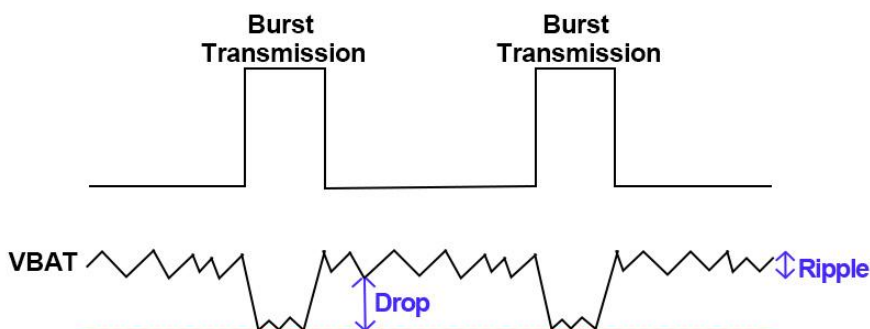 Burst
Transmission
Burst
Transmission
VBAT
Ripple
Drop